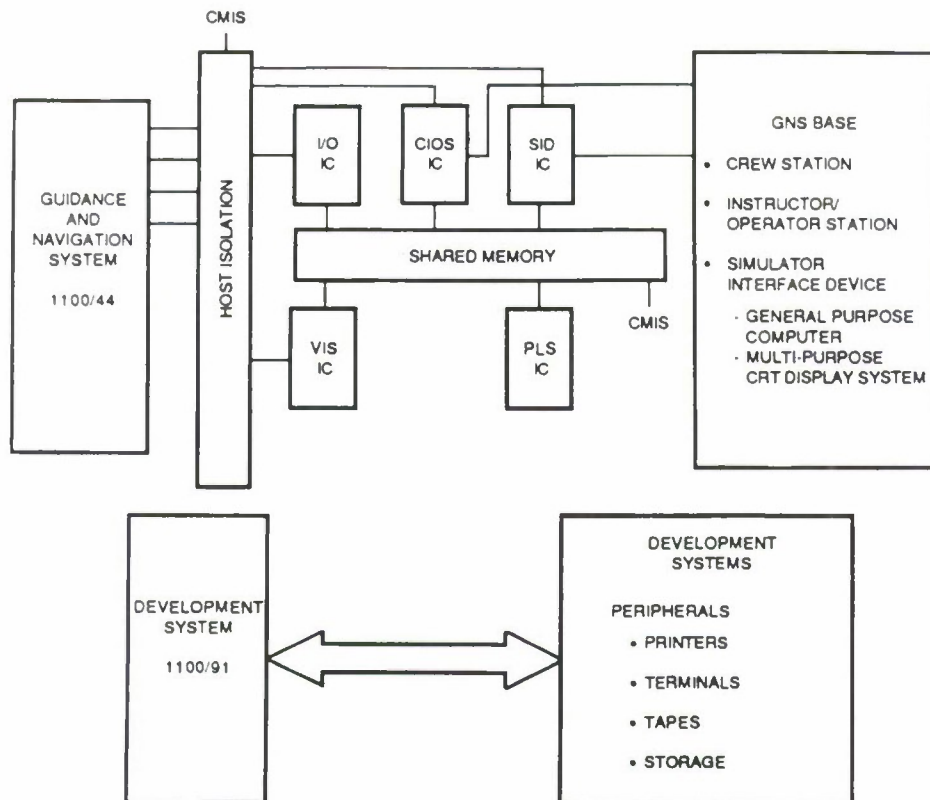 CMIS
GUIDANCE
AND
NAVIGATION
SYSTEM
1100/44
HOST ISOLATION
I/O
IC
CIOS
IC
SID
IC
SHARED MEMORY
VIS
IC
PLS
IC
CMIS
GNS BASE
• CREW STATION
• INSTRUCTOR/
OPERATOR STATION
• SIMULATOR
INTERFACE DEVICE
- GENERAL PURPOSE
COMPUTER
- MULTI-PURPOSE
CRT DISPLAY SYSTEM
DEVELOPMENT
SYSTEM
1100/91
DEVELOPMENT
SYSTEMS
PERIPHERALS
• PRINTERS
• TERMINALS
• TAPES
• STORAGE